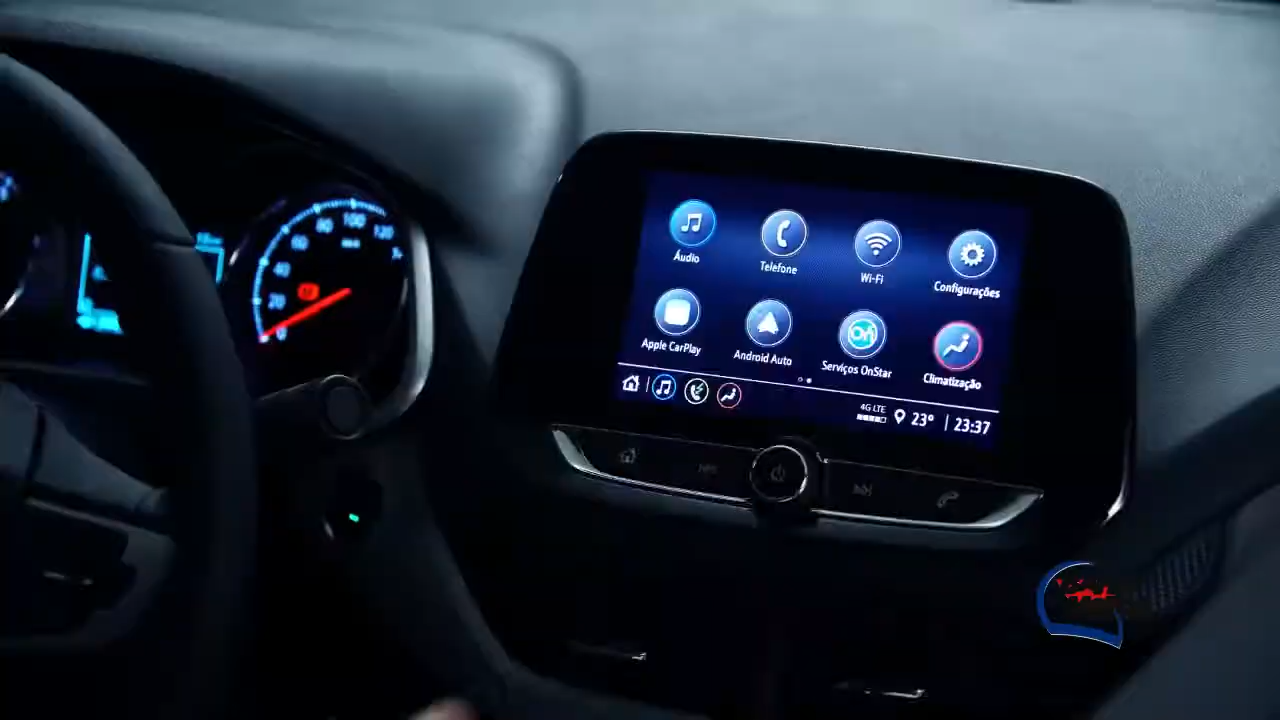 100
80
120
60
40
20
0
Áudio
Telefone
Wi-Fi
Configurações
Apple CarPlay
Android Auto
Serviços OnStar
On
Climatização
4G LTE
23° | 23:37